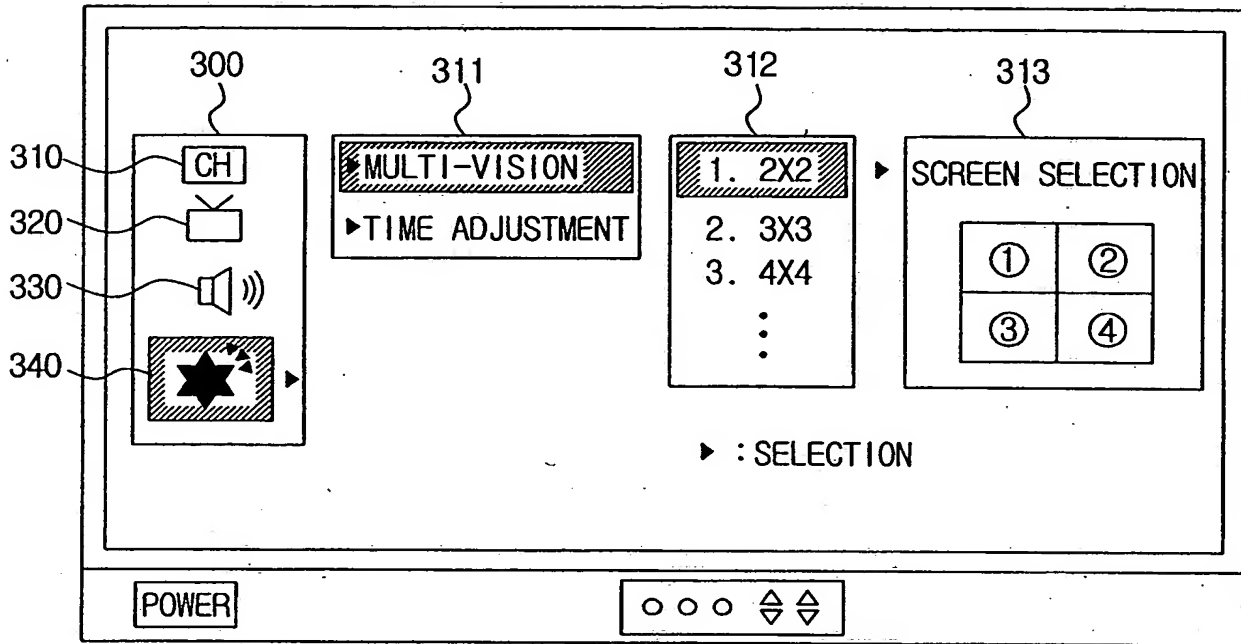 300 311 312 313
310 CH
320
330
340
▶MULTI-VISION
▶TIME ADJUSTMENT
1. 2X2
2. 3X3
3. 4X4
▶ SCREEN SELECTION
① ②
③ ④
▶ :SELECTION
POWER